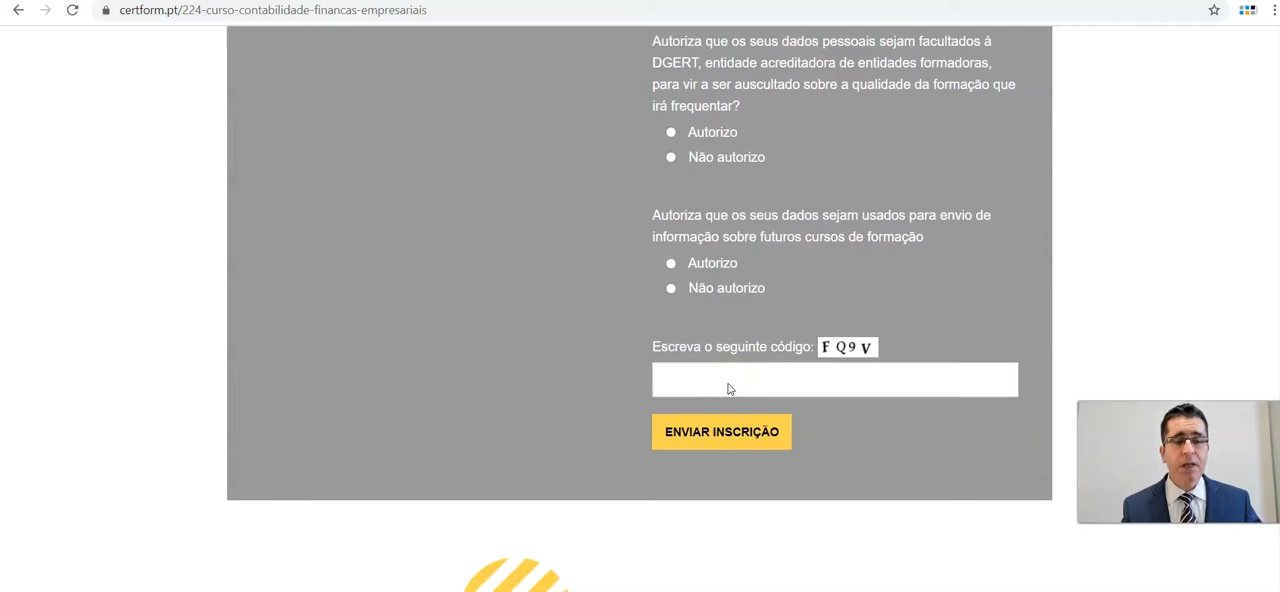 certform.pt/224-curso-contabilidade-financas-empresariais
Autoriza que os seus dados pessoais sejam facultados à
DGERT, entidade acreditadora de entidades formadoras,
para vir a ser auscultado sobre a qualidade da formação que
irá frequentar?
Autorizo
Não autorizo
Autoriza que os seus dados sejam usados para envio de
informação sobre futuros cursos de formação
Autorizo
Não autorizo
Escreva o seguinte código: F Q9 V
ENVIAR INSCRIÇÃO